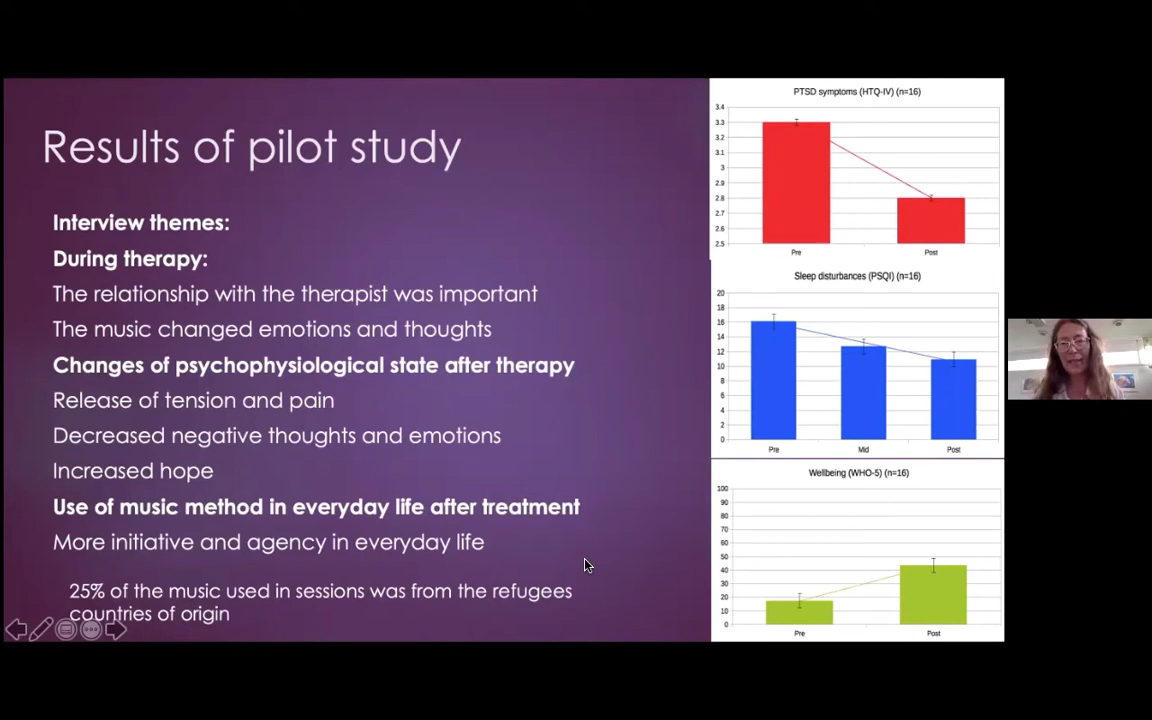 Results of pilot study
Interview themes:
During therapy:
The relationship with the therapist was important
The music changed emotions and thoughts
Changes of psychophysiological state after therapy
Release of tension and pain
Decreased negative thoughts and emotions
Increased hope
Use of music method in everyday life after treatment
More initiative and agency in everyday life
25% of the music used in sessions was from the refugees
countries of origin
PTSD symptoms (HTQ-IV) (n=16)
3.4
3.3
3.2
3.1
3
2.9
2.8
2.7
2.6
2.5
Pre Post
Sleep disturbances (PSQI) (n=16)
20
18
16
14
12
10
8
6
4
2
0
Pre Mid Post
Wellbeing (WHO-5) (n=16)
100
90
80
70
60
50
40
30
20
10
0
Pre Post